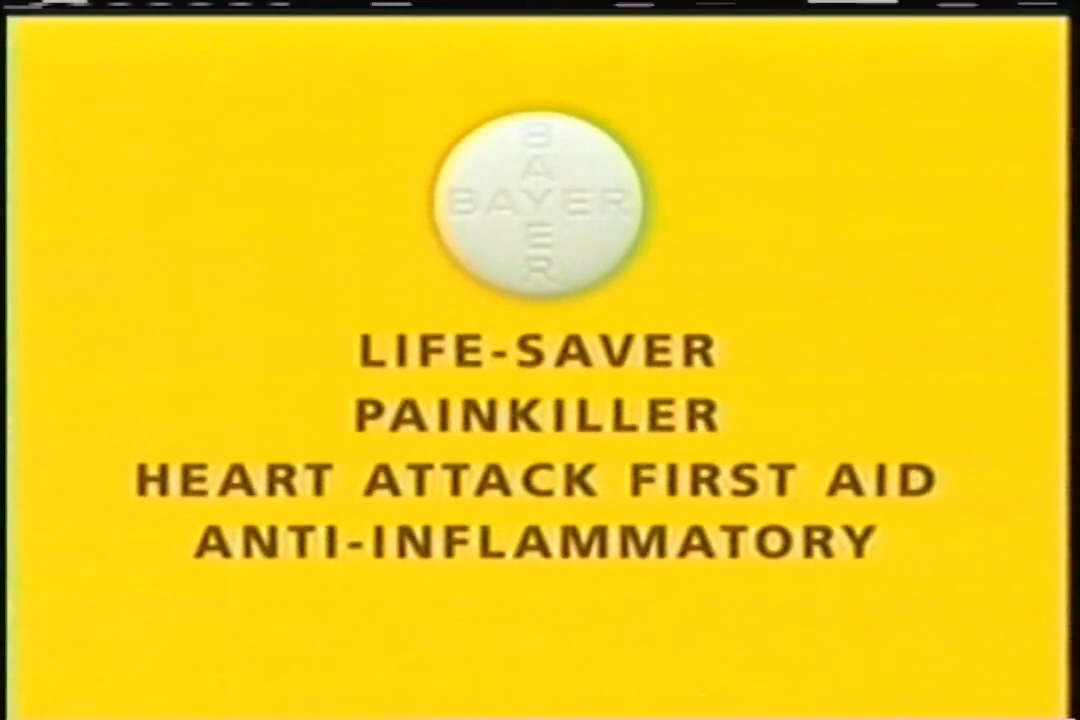 BAYER
BAYER
LIFE-SAVER
PAINKILLER
HEART ATTACK FIRST AID
ANTI-INFLAMMATORY